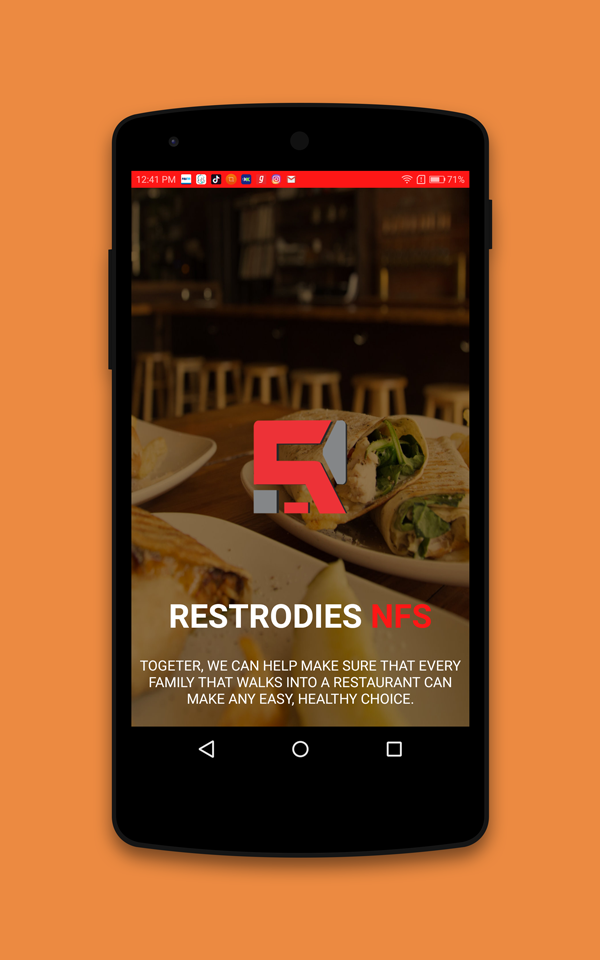 12:41 PM 71%
RESTRODIES NFS
TOGETER, WE CAN HELP MAKE SURE THAT EVERY
FAMILY THAT WALKS INTO A RESTAURANT CAN
MAKE ANY EASY, HEALTHY CHOICE.